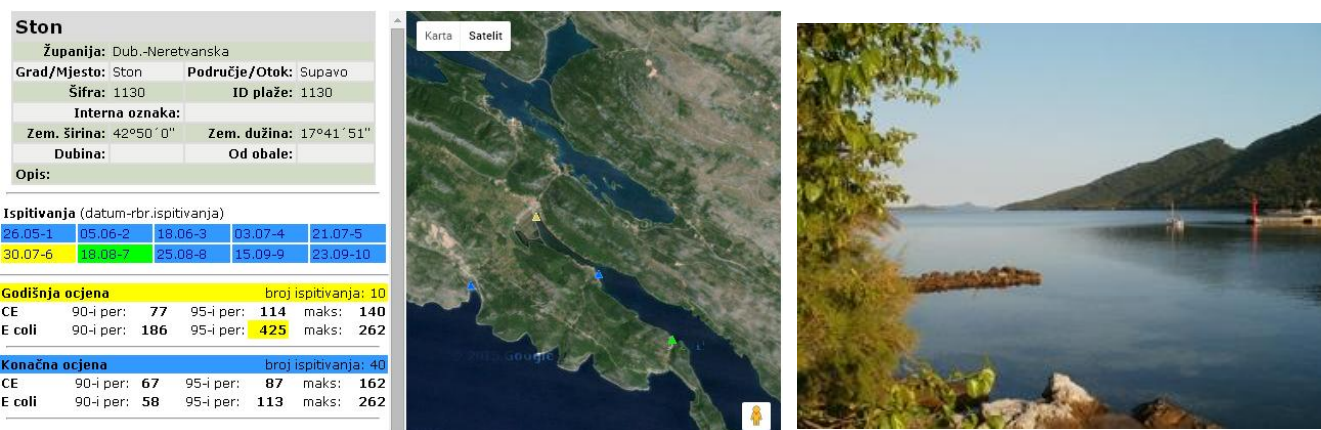 Ston
Županija: Dub.-Neretvanska
Grad/Mjesto: Ston Područje/Otok: Supavo
Šifra: 1130 ID plaže: 1130
Interna oznaka:
Zem. širina: 42º50´0" Zem. dužina: 17º41´51"
Dubina: Od obale:
Opis:
Ispitivanja (datum-rbr.ispitivanja)
26.05-1 05.06-2 18.06-3 03.07-4 21.07-5
30.07-6 18.08-7 25.08-8 15.09-9 23.09-10
Godišnja ocjena broj ispitivanja: 10
CE 90-i per: 77 95-i per: 114 maks: 140
E coli 90-i per: 186 95-i per: 425 maks: 262
Konačna ocjena broj ispitivanja: 40
CE 90-i per: 67 95-i per: 87 maks: 162
E coli 90-i per: 58 95-i per: 113 maks: 262
Karta Satelit
Google